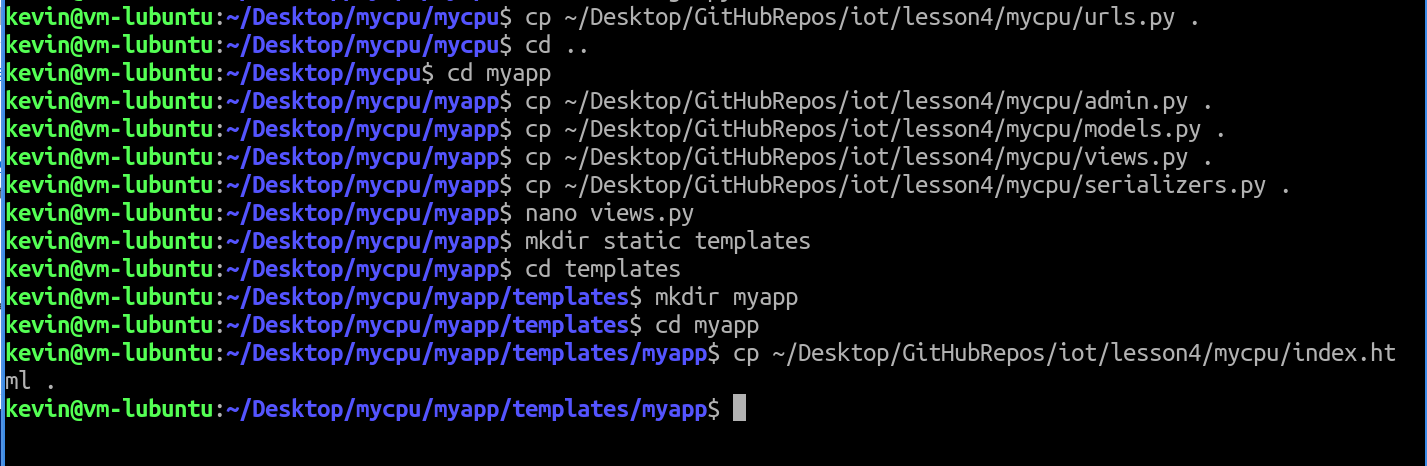 kevin@vm-lubuntu:~/Desktop/mycpu/mycpu$ cp ~/Desktop/GitHubRepos/iot/lesson4/mycpu/urls.py .
kevin@vm-lubuntu:~/Desktop/mycpu/mycpu$ cd ..
kevin@vm-lubuntu:~/Desktop/mycpu$ cd myapp
kevin@vm-lubuntu:~/Desktop/mycpu/myapp$ cp ~/Desktop/GitHubRepos/iot/lesson4/mycpu/admin.py .
kevin@vm-lubuntu:~/Desktop/mycpu/myapp$ cp ~/Desktop/GitHubRepos/iot/lesson4/mycpu/models.py .
kevin@vm-lubuntu:~/Desktop/mycpu/myapp$ cp ~/Desktop/GitHubRepos/iot/lesson4/mycpu/views.py .
kevin@vm-lubuntu:~/Desktop/mycpu/myapp$ cp ~/Desktop/GitHubRepos/iot/lesson4/mycpu/serializers.py .
kevin@vm-lubuntu:~/Desktop/mycpu/myapp$ nano views.py
kevin@vm-lubuntu:~/Desktop/mycpu/myapp$ mkdir static templates
kevin@vm-lubuntu:~/Desktop/mycpu/myapp$ cd templates
kevin@vm-lubuntu:~/Desktop/mycpu/myapp/templates$ mkdir myapp
kevin@vm-lubuntu:~/Desktop/mycpu/myapp/templates$ cd myapp
kevin@vm-lubuntu:~/Desktop/mycpu/myapp/templates/myapp$ cp ~/Desktop/GitHubRepos/iot/lesson4/mycpu/index.ht
ml .
kevin@vm-lubuntu:~/Desktop/mycpu/myapp/templates/myapp$